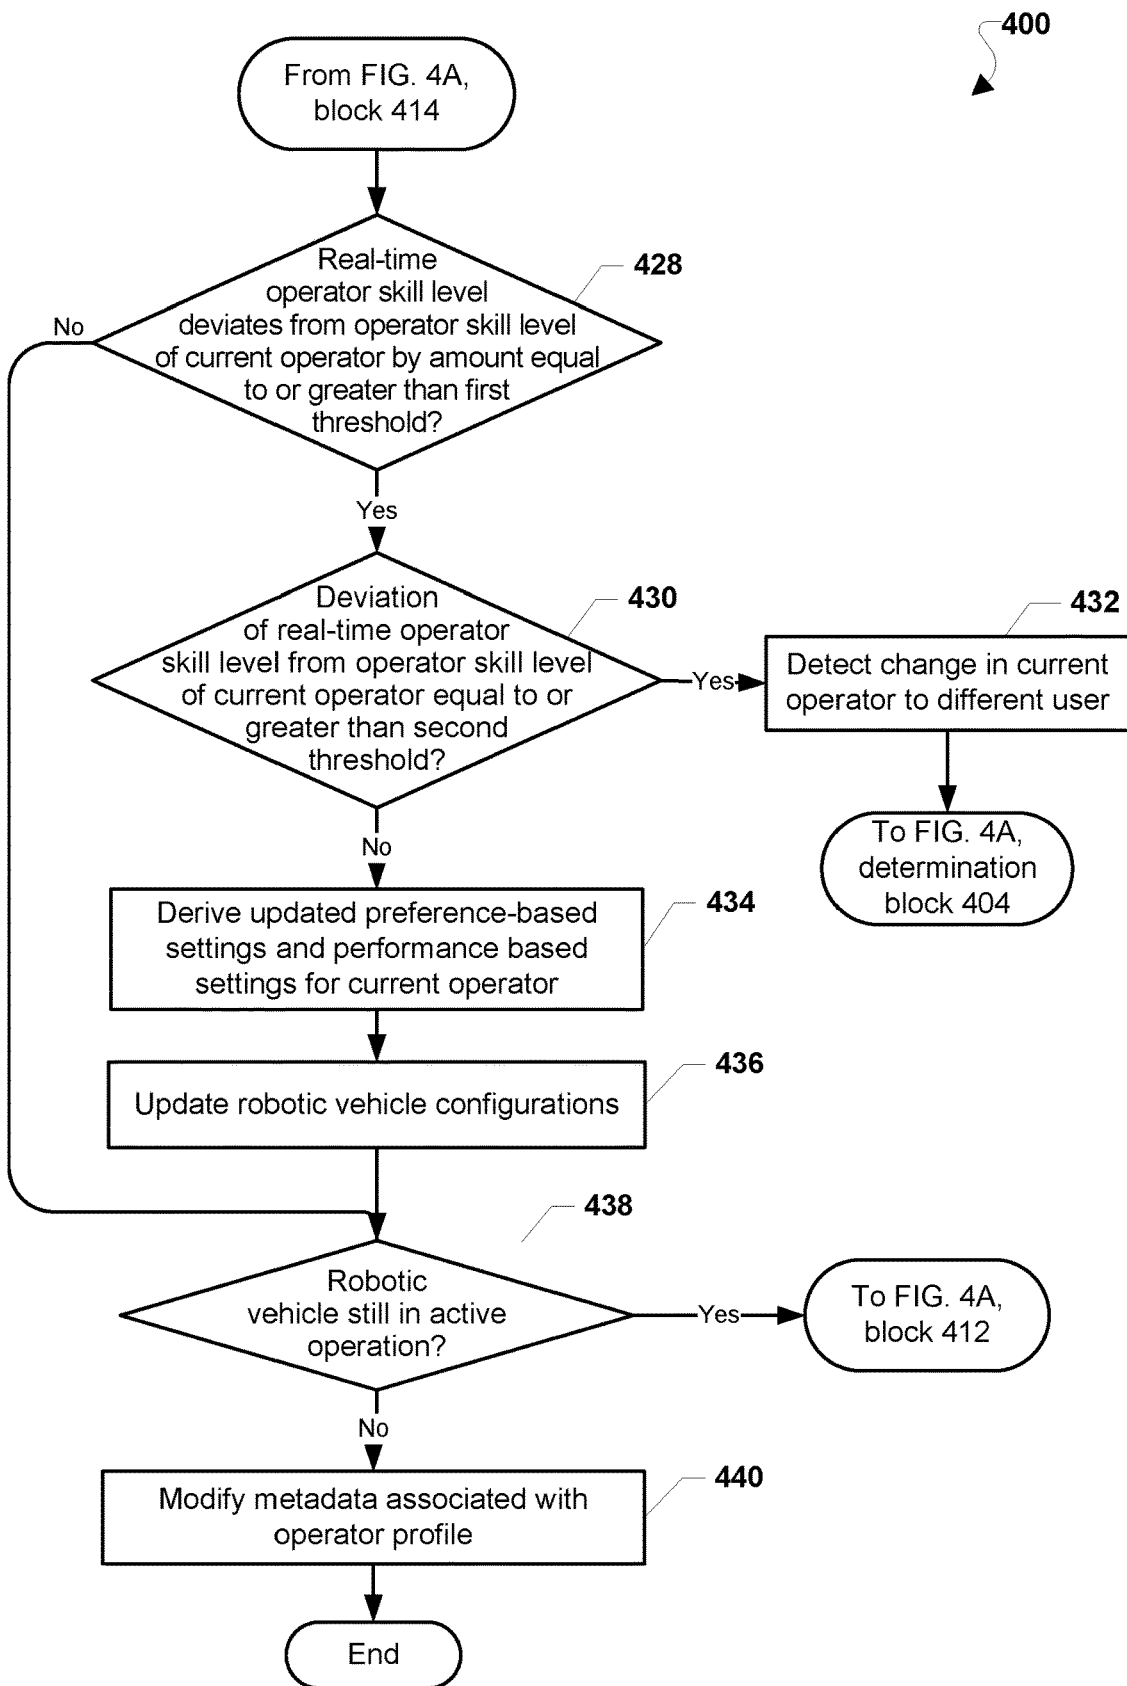 400
From FIG. 4A,
block 414
Real-time
operator skill level
deviates from operator skill level
of current operator by amount equal
to or greater than first
threshold?
428
No
Yes
Deviation
of real-time operator
skill level from operator skill level
of current operator equal to or
greater than second
threshold?
430
Yes
432
Detect change in current
operator to different user
To FIG. 4A,
determination
block 404
No
Derive updated preference-based
settings and performance based
settings for current operator
434
Update robotic vehicle configurations
436
438
Robotic
vehicle still in active
operation?
Yes
To FIG. 4A,
block 412
No
Modify metadata associated with
operator profile
440
End